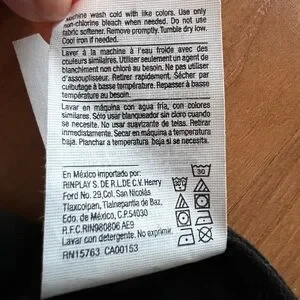 Machine wash cold with like colors. Use only
non-chlorine bleach when needed. Do not use
fabric softener. Remove promptly. Tumble dry low.
Cool iron if needed.
Laver à la machine à l'eau froide avec des
couleurs similaires. Utiliser seulement un agent de
blanchiment non chloré au besoin. Ne pas utiliser
d'assouplisseur. Retirer rapidement. Sécher par
culbutage à basse température. Repasser à basse
température au besoin.
Lavar en máquina con agua fria, con colores
similares. Sólo usar blanqueador sin cloro cuando
se necesite. No usar suavizante de telas. Retirar
inmediatamente. Secar en máquina a temperatura
baja. Planchar a temperatura baja si se necesita.
En México importado por:
RINPLAY S. DE R.L.DE C.V. Henry
Ford No. 29,Col. San Nicolás
Tlaxcolpan, Tlalnepantla de Baz,
Edo. de México, C.P.54030
R.F.C.RIN980806 AE9
Lavar con detergente. No exprimir.
RN15763 CA00153
30